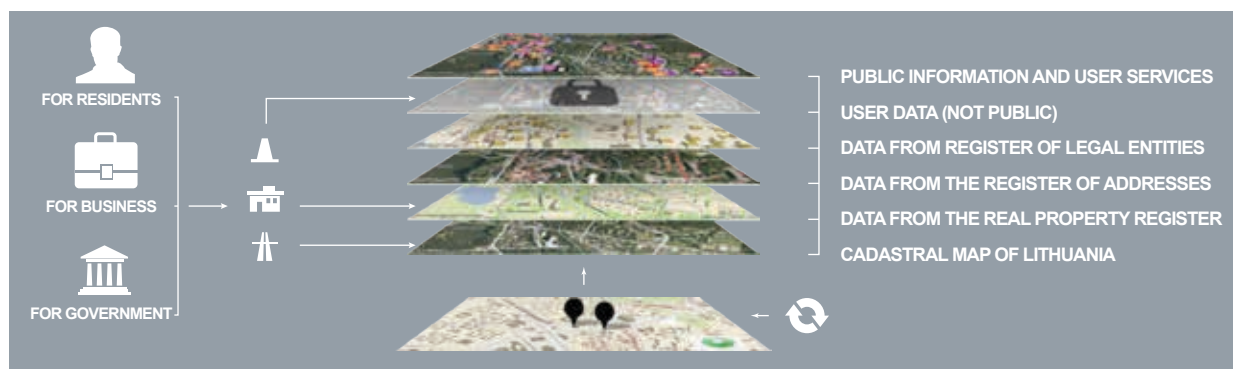 FOR RESIDENTS
FOR BUSINESS
FOR GOVERNMENT
PUBLIC INFORMATION AND USER SERVICES
USER DATA (NOT PUBLIC)
DATA FROM REGISTER OF LEGAL ENTITIES
DATA FROM THE REGISTER OF ADDRESSES
DATA FROM THE REAL PROPERTY REGISTER
CADASTRAL MAP OF LITHUANIA